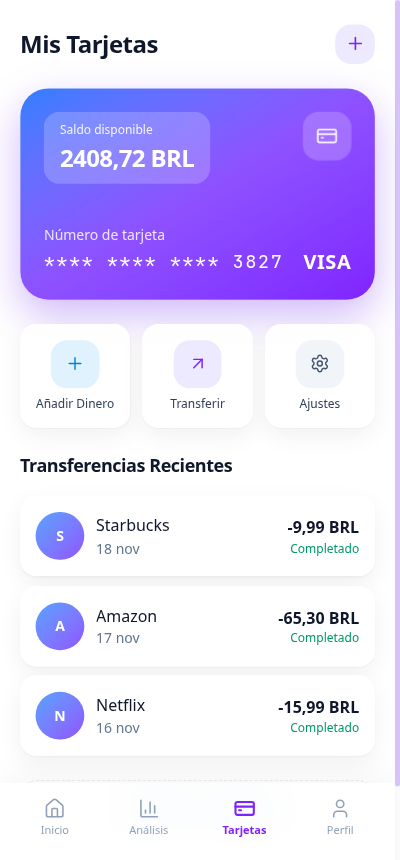 Mis Tarjetas
Saldo disponible
2408,72 BRL
Número de tarjeta
**** **** **** 3827 VISA
Añadir Dinero
Transferir
Ajustes
Transferencias Recientes
S
Starbucks
18 nov
-9,99 BRL
Completado
A
Amazon
17 nov
-65,30 BRL
Completado
N
Netflix
16 nov
-15,99 BRL
Completado
Inicio
Análisis
Tarjetas
Perfil